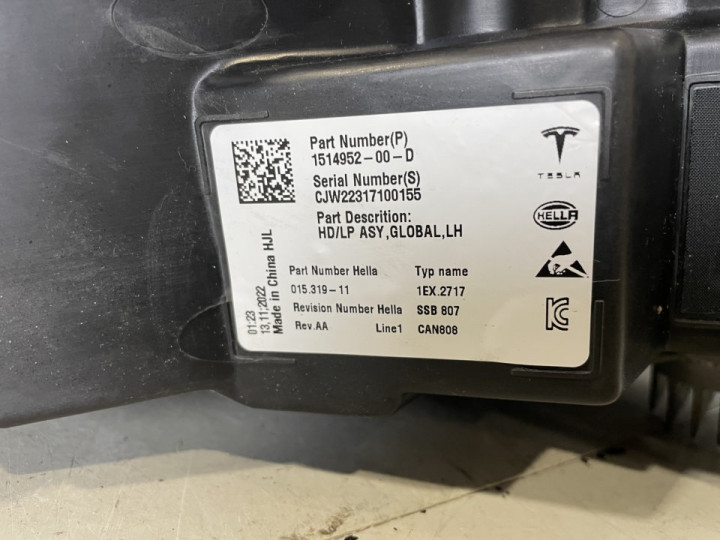 Part Number(P)
1514952-00-D
Serial Number(S)
CJW22317100155
Part Descrition:
HD/LP ASY,GLOBAL,LH
TESLA
HELLA
Part Number Hella
Typ name
015.319-11
1EX.2717
Revision Number Hella
SSB 807
Rev.AA
Line1
CAN808
01:23
13,11,2022
Made in China HJL